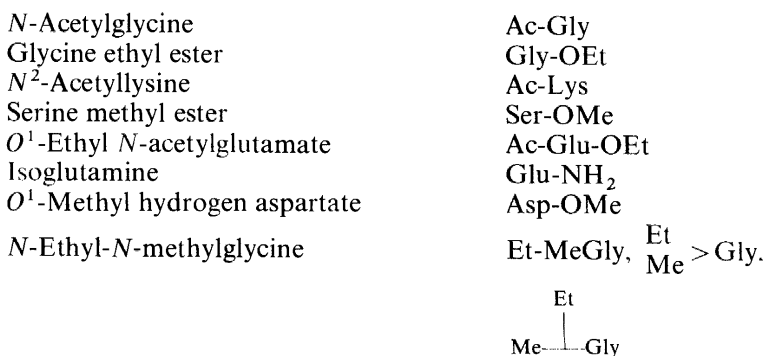 N-Acetylglycine Ac-Gly
Glycine ethyl ester Gly-OEt
N²-Acetyllysine Ac-Lys
Serine methyl ester Ser-OMe
O¹-Ethyl N-acetylglutamate Ac-Glu-OEt
Isoglutamine Glu-NH₂
O¹-Methyl hydrogen aspartate Asp-OMe
N-Ethyl-N-methylglycine Et-MeGly, Et
Me > Gly.
Et
Me Gly